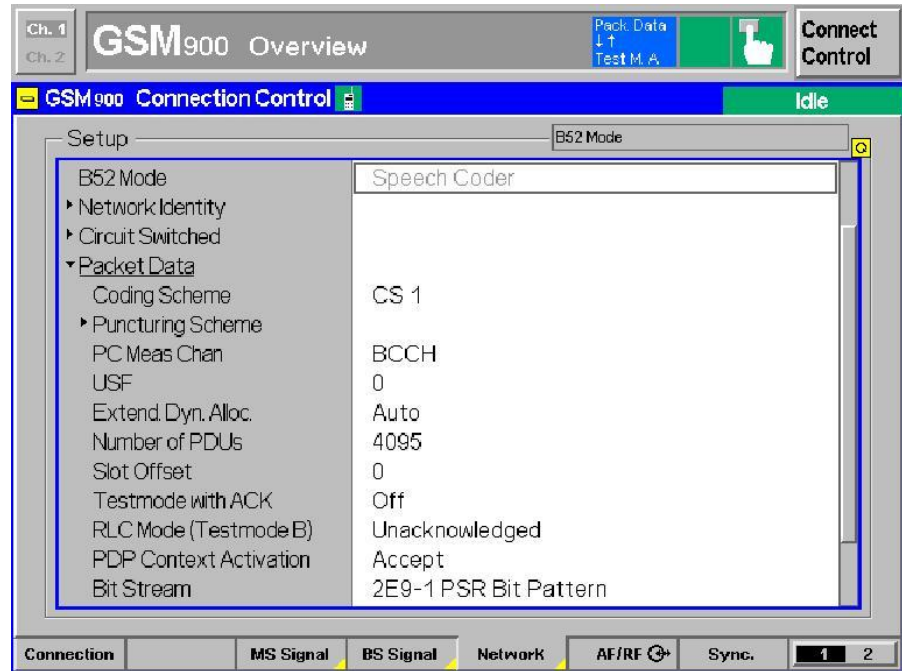 Ch. 1
Ch. 2
GSM900 Overview
Pack. Data
↓↑
Test M. A
Connect
Control
GSM900 Connection Control
Idle
Setup
B52 Mode
B52 Mode
Speech Coder
Network Identity
Circuit Switched
Packet Data
Coding Scheme
CS 1
Puncturing Scheme
PC Meas Chan
BCCH
USF
0
Extend. Dyn. Alloc.
Auto
Number of PDUs
4095
Slot Offset
0
Testmode with ACK
Off
RLC Mode (Testmode B)
Unacknowledged
PDP Context Activation
Accept
Bit Stream
2E9-1 PSR Bit Pattern
Connection
MS Signal
BS Signal
Network
AF/RF
Sync.
1 2